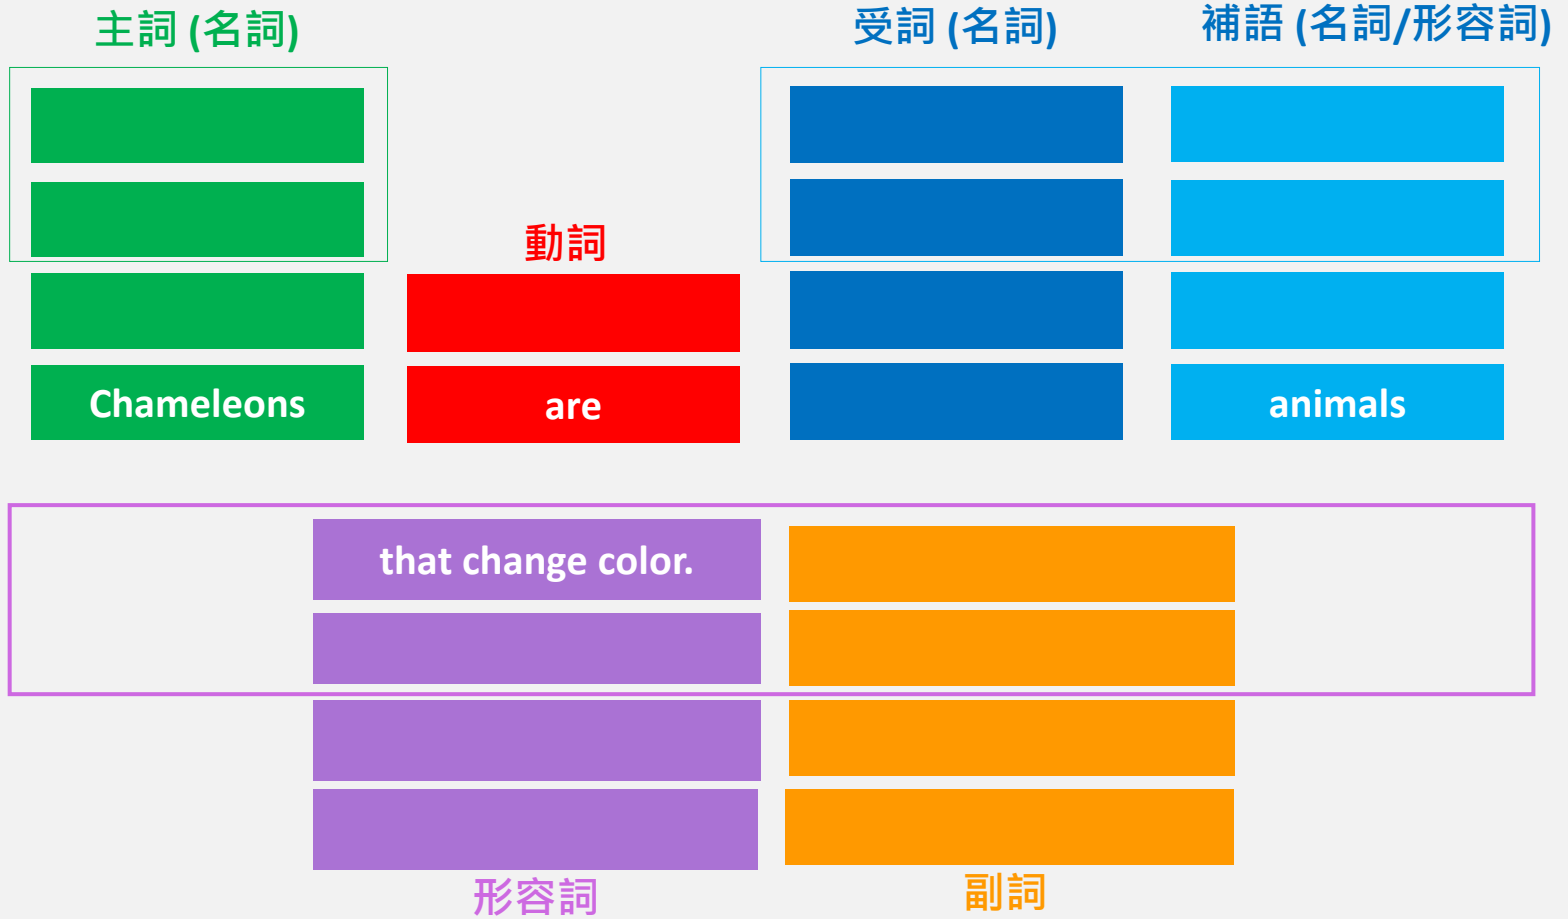 主詞 (名詞)
受詞 (名詞)
補語 (名詞/形容詞)
動詞
Chameleons
are
animals
that change color.
形容詞
副詞